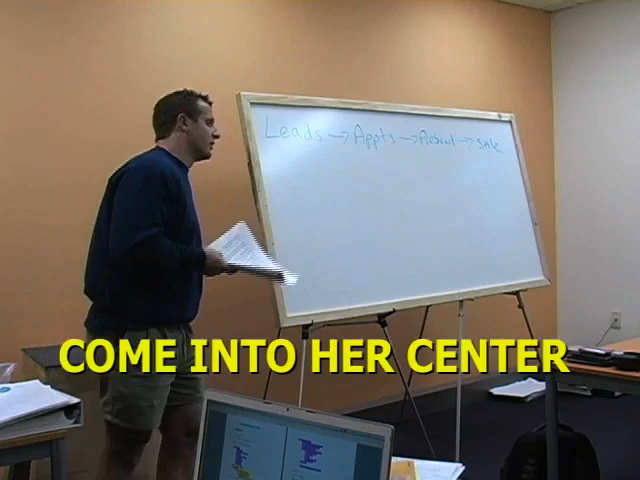 Leads → Appts → Present → SAle
COME INTO HER CENTER